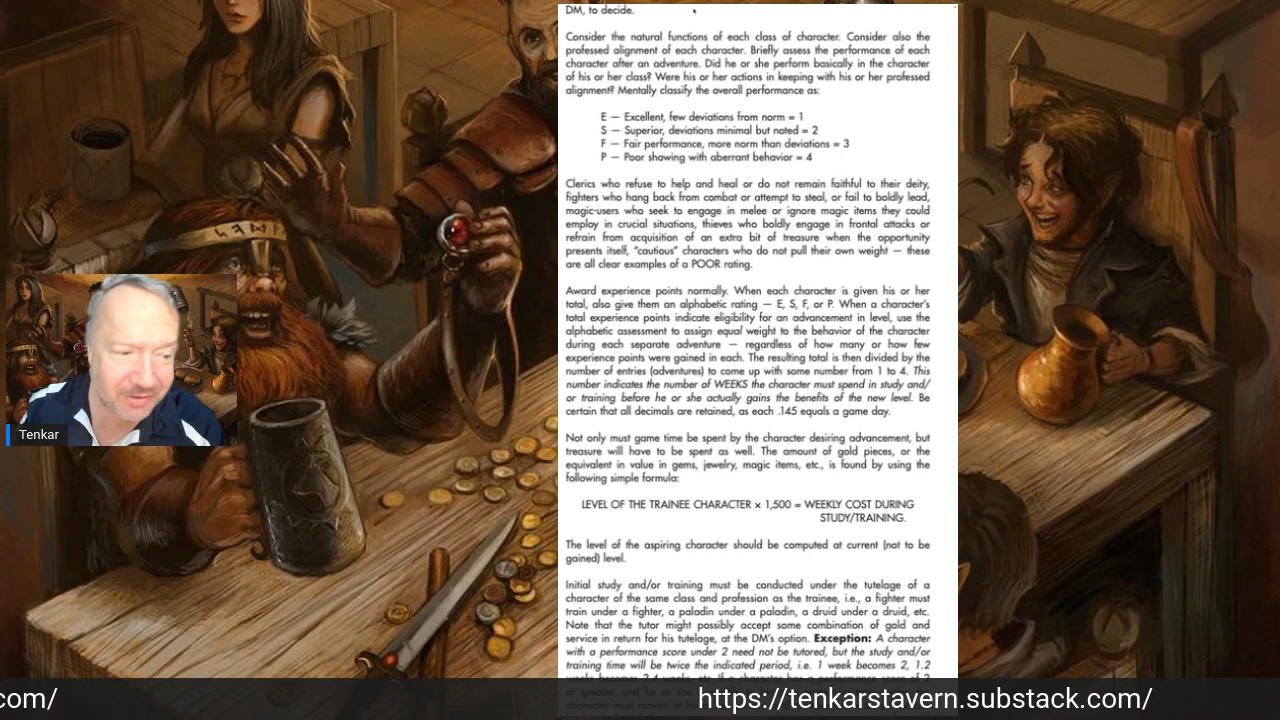 DM, to decide.
Consider the natural functions of each class of character. Consider also the
professed alignment of each character. Briefly assess the performance of each
character after an adventure. Did he or she perform basically in the character
of his or her class? Were his or her actions in keeping with his or her professed
alignment? Mentally classify the overall performance as:
E — Excellent, few deviations from norm = 1
S — Superior, deviations minimal but noted = 2
F — Fair performance, more norm than deviations = 3
P — Poor showing with aberrant behavior = 4
Clerics who refuse to help and heal or do not remain faithful to their deity,
fighters who hang back from combat or attempt to steal, or fail to boldly lead,
magic-users who seek to engage in melee or ignore magic items they could
employ in crucial situations, thieves who boldly engage in frontal attacks or
refrain from acquisition of an extra bit of treasure when the opportunity
presents itself, "cautious" characters who do not pull their own weight — these
are all clear examples of a POOR rating.
Award experience points normally. When each character is given his or her
total, also give them an alphabetic rating — E, S, F, or P. When a character's
total experience points indicate eligibility for an advancement in level, use the
alphabetic assessment to assign equal weight to the behavior of the character
during each separate adventure — regardless of how many or how few
experience points were gained in each. The resulting total is then divided by the
number of entries (adventures) to come up with some number from 1 to 4. This
number indicates the number of WEEKS the character must spend in study and/
or training before he or she actually gains the benefits of the new level. Be
certain that all decimals are retained, as each .145 equals a game day.
Not only must game time be spent by the character desiring advancement, but
treasure will have to be spent as well. The amount of gold pieces, or the
equivalent in value in gems, jewelry, magic items, etc., is found by using the
following simple formula:
LEVEL OF THE TRAINEE CHARACTER x 1,500 = WEEKLY COST DURING
STUDY/TRAINING.
The level of the aspiring character should be computed at current (not to be
gained) level.
Initial study and/or training must be conducted under the tutelage of a
character of the same class and profession as the trainee, i.e., a fighter must
train under a fighter, a paladin under a paladin, a druid under a druid, etc.
Note that the tutor might possibly accept some combination of gold and
service in return for his tutelage, at the DM's option. Exception: A character
with a performance score under 2 need not be tutored, but the study and/or
training time will be twice the indicated period, i.e. 1 week becomes 2, 1.2
weeks becomes 2.4 weeks, etc. If a character has a performance score of 2
or greater, and he or she
character must remain at
Tenkar
com/
https://tenkarstavern.substack.com/